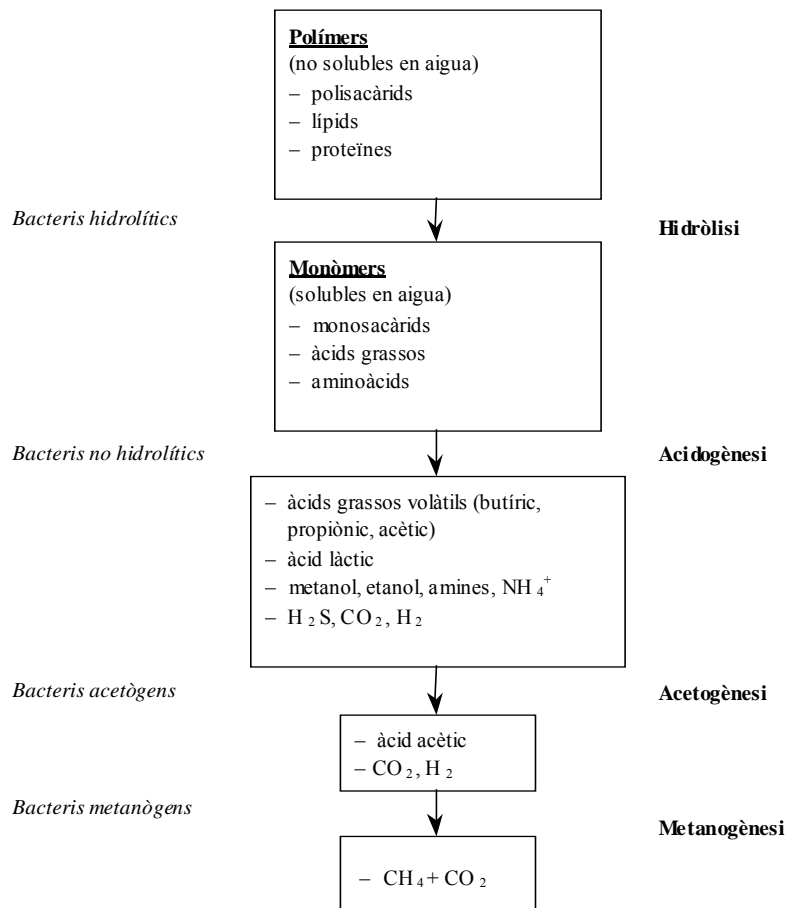 Polímers
(no solubles en aigua)
– polisacàrids
– lípids
– proteïnes
Bacteris hidrolítics
Hidròlisi
Monòmers
(solubles en aigua)
– monosacàrids
– àcids grassos
– aminoàcids
Bacteris no hidrolítics
Acidogènesi
– àcids grassos volàtils (butíric,
propiònic, acètic)
– àcid làctic
– metanol, etanol, amines, NH₄⁺
– H₂S, CO₂, H₂
Bacteris acetògens
Acetogènesi
– àcid acètic
– CO₂, H₂
Bacteris metanògens
Metanogènesi
– CH₄ + CO₂